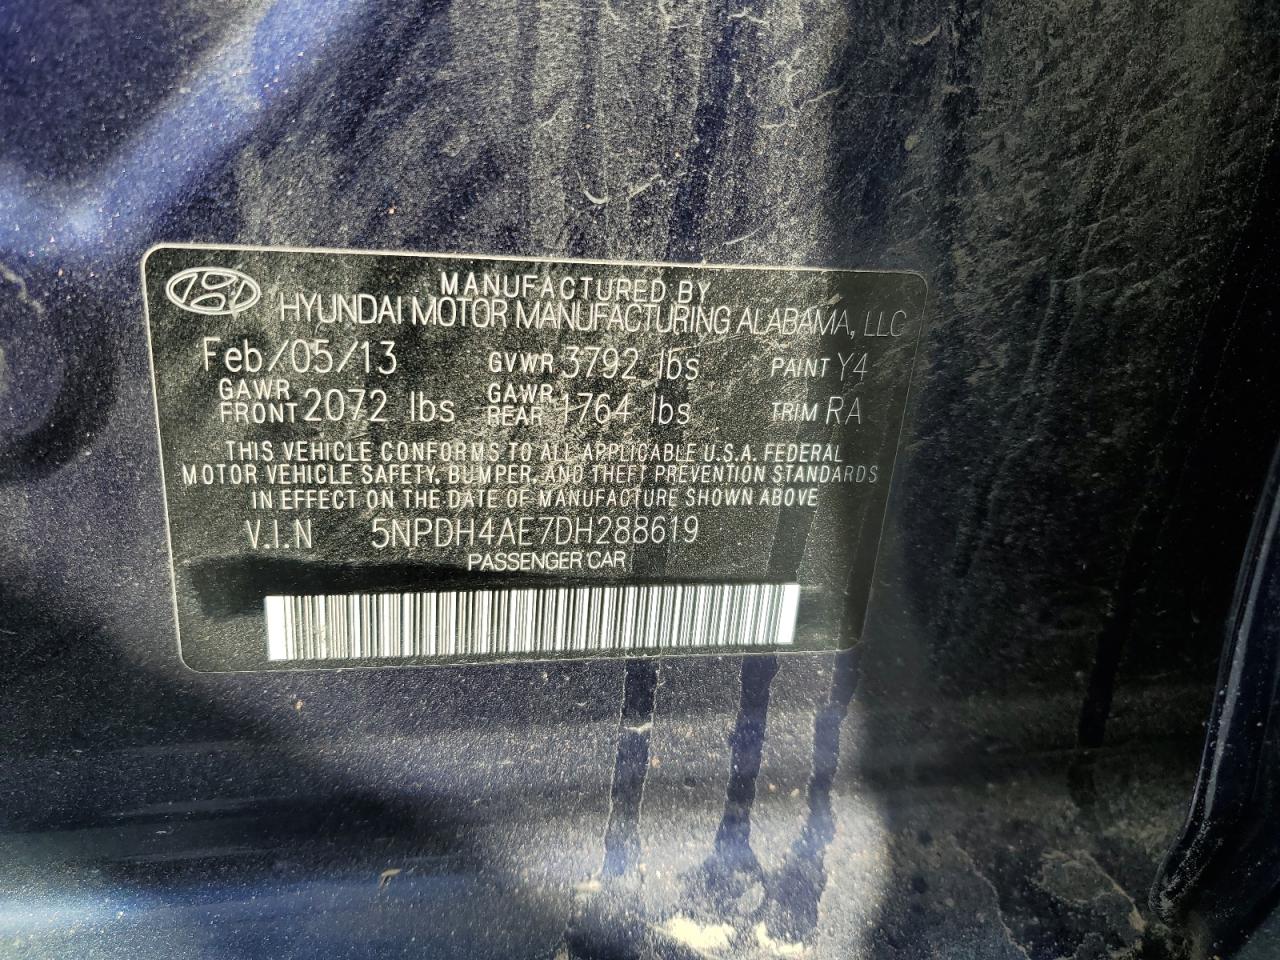 MANUFACTURED BY
HYUNDAI MOTOR MANUFACTURING ALABAMA, LLC
Feb/05/13 GVWR 3792 lbs PAINT Y4
GAWR FRONT 2072 lbs GAWR REAR 1764 lbs TRIM RA
THIS VEHICLE CONFORMS TO ALL APPLICABLE U.S.A. FEDERAL
MOTOR VEHICLE SAFETY, BUMPER, AND THEFT PREVENTION STANDARDS
IN EFFECT ON THE DATE OF MANUFACTURE SHOWN ABOVE
V.I.N 5NPDH4AE7DH288619
PASSENGER CAR